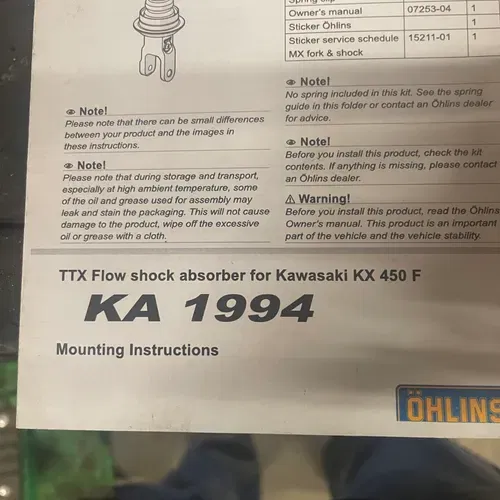 Spring clip
Owner's manual 07253-04 1
Sticker Öhlins 1
Sticker service schedule 15211-01 1
MX fork & shock
Note!
Please note that there can be small differences
between your product and the images in
these instructions.
Note!
Please note that during storage and transport,
especially at high ambient temperature, some
of the oil and grease used for assembly may
leak and stain the packaging. This will not cause
damage to the product, wipe off the excessive
oil or grease with a cloth.
Note!
No spring included in this kit. See the spring
guide in this folder or contact an Öhlins dealer
for advice.
Note!
Before you install this product, check the kit
contents. If anything is missing, please contact
an Öhlins dealer.
Warning!
Before you install this product, read the Öhlins
Owner's manual. This product is an important
part of the vehicle and the vehicle stability.
TTX Flow shock absorber for Kawasaki KX 450 F
KA 1994
Mounting Instructions
ÖHLINS